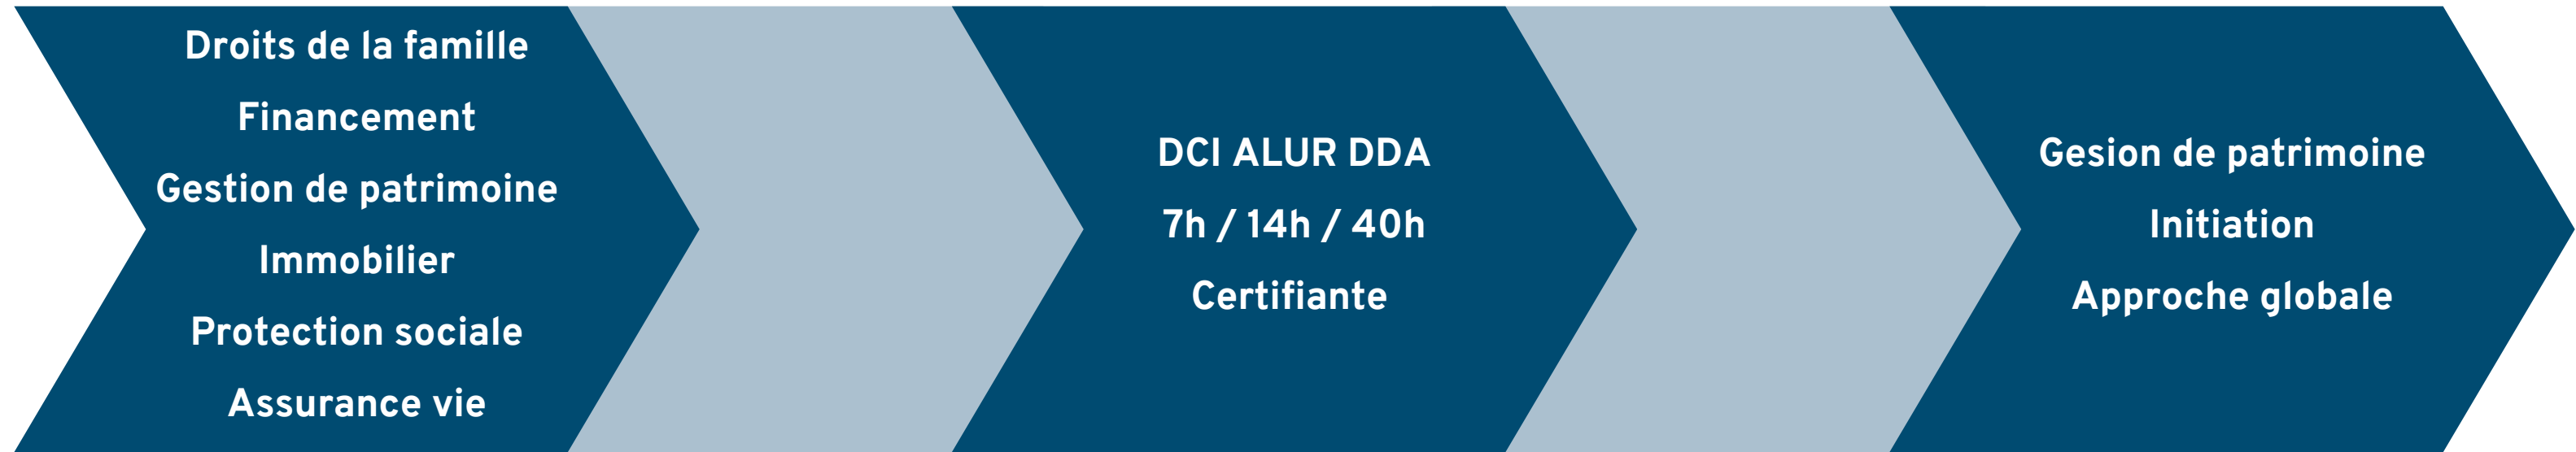 Droits de la famille
Financement
Gestion de patrimoine
Immobilier
Protection sociale
Assurance vie
DCI ALUR DDA
7h / 14h / 40h
Certifiante
Gesion de patrimoine
Initiation
Approche globale